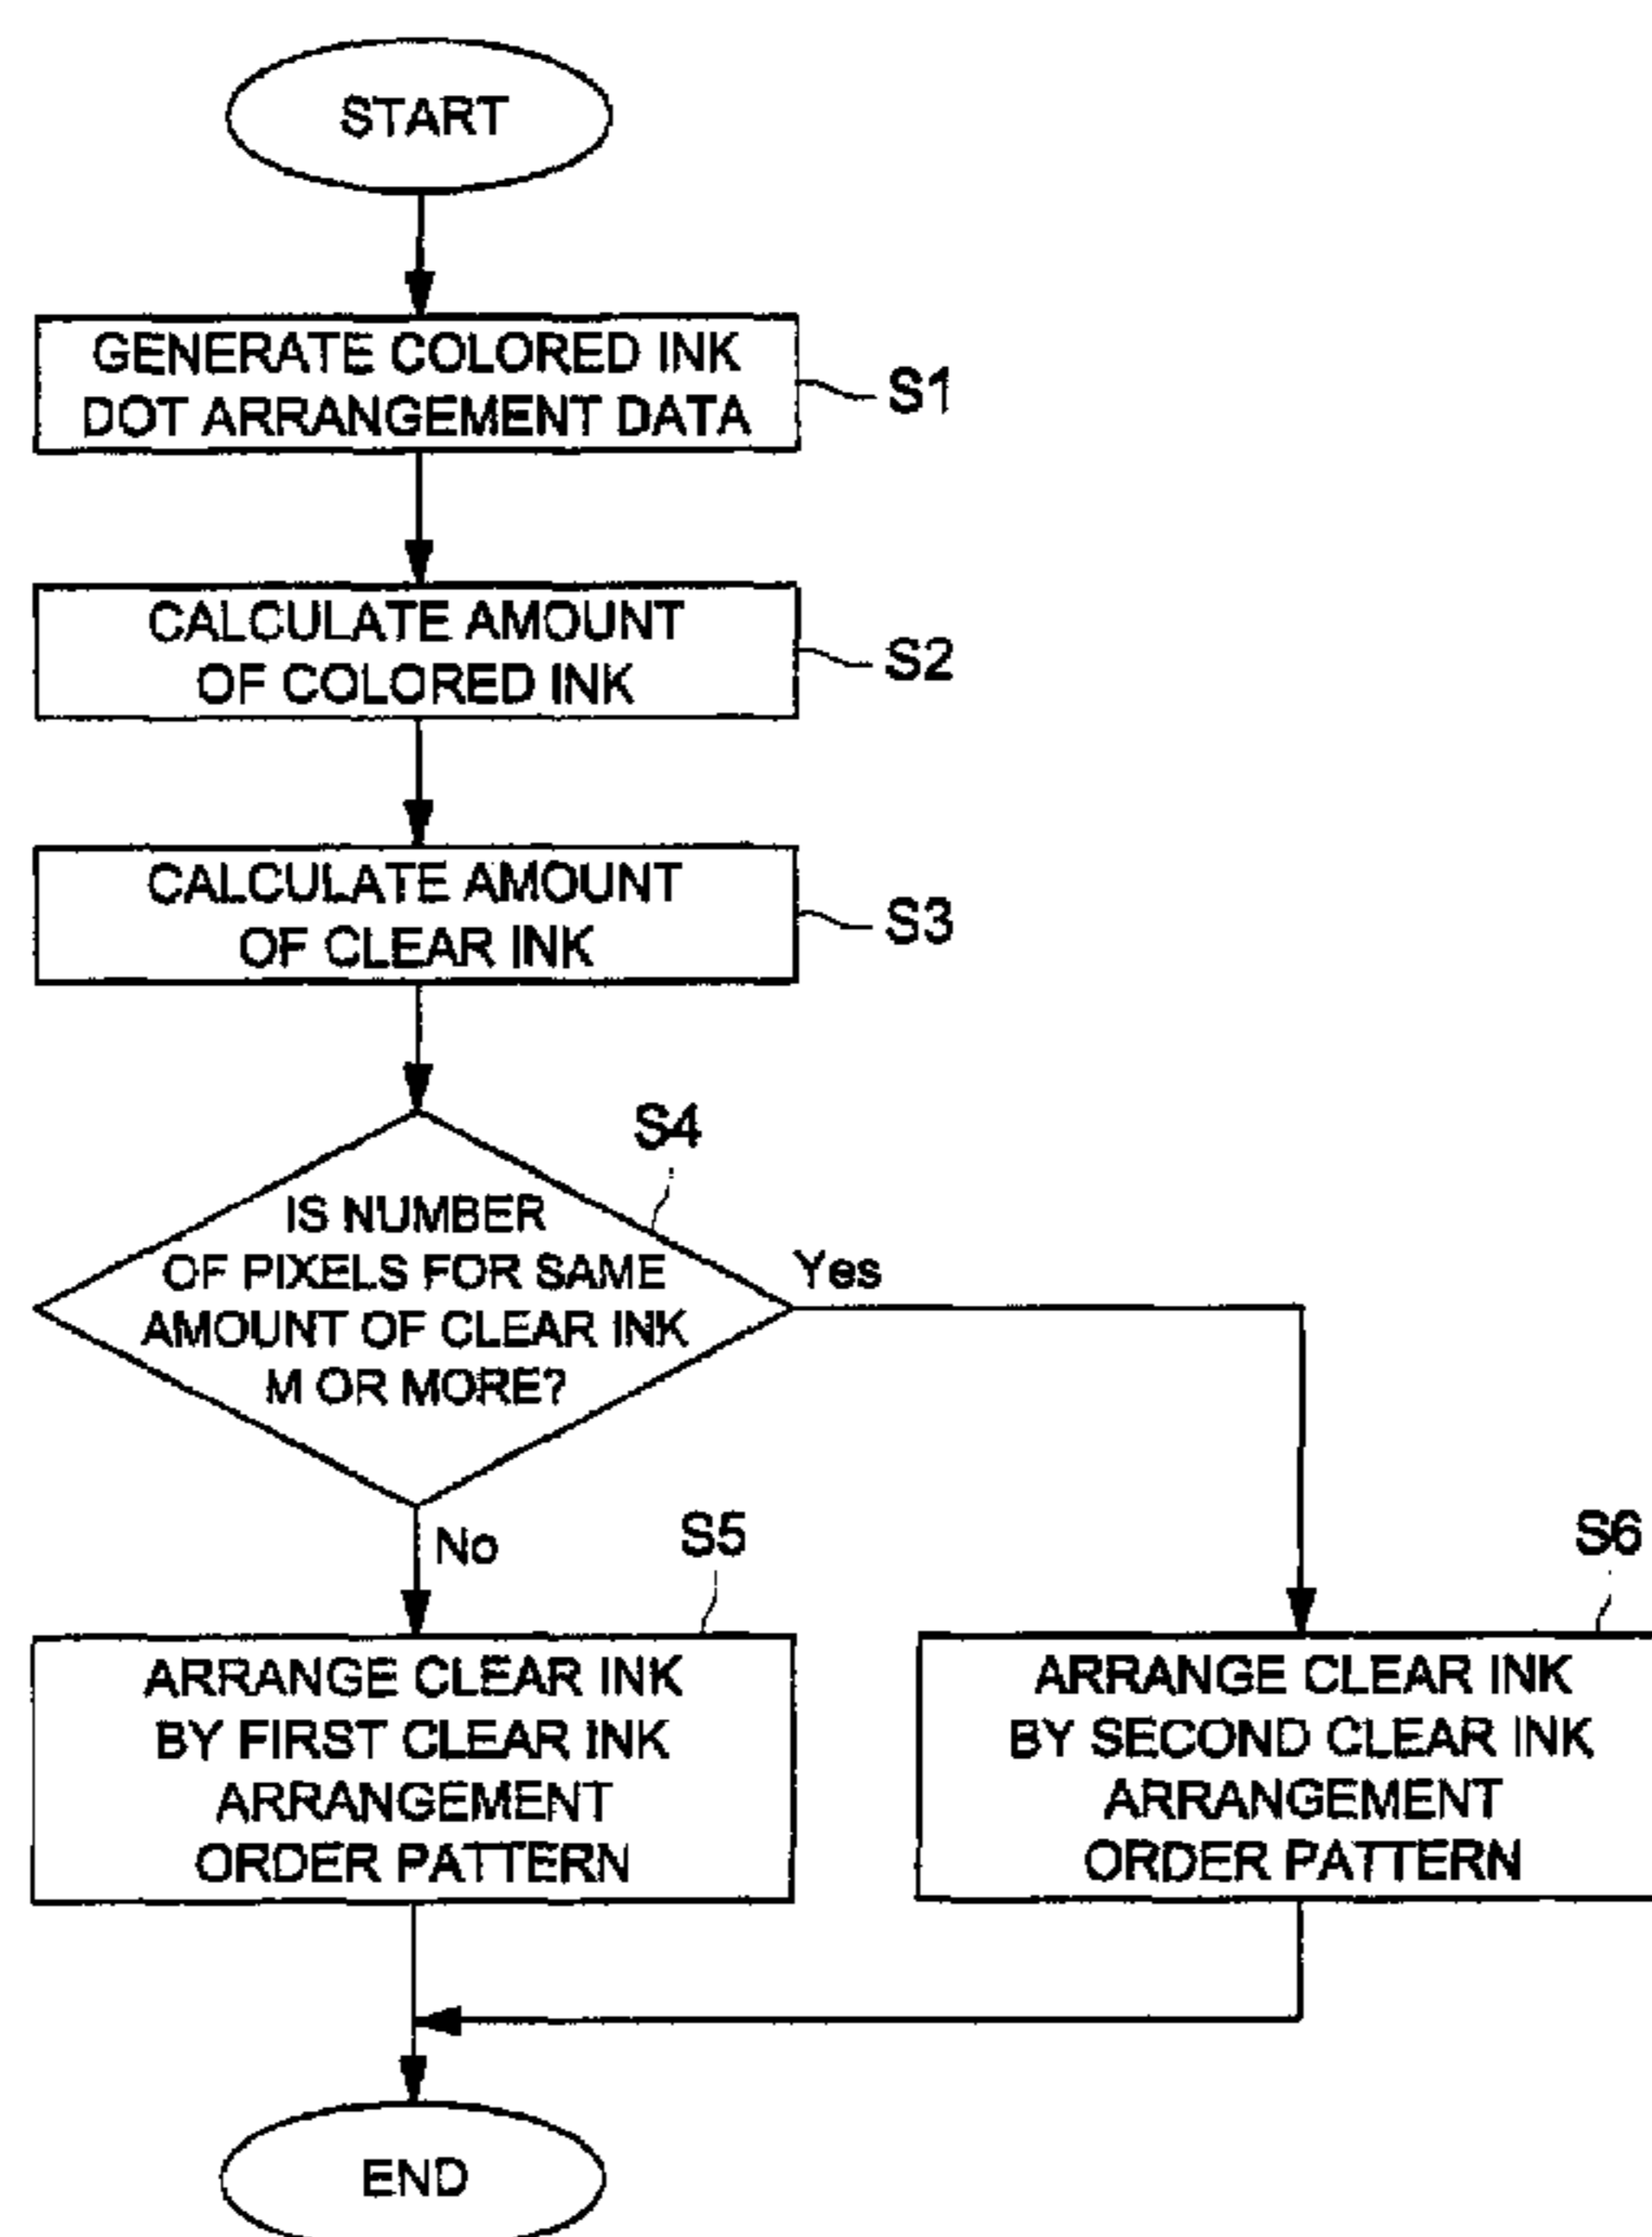 START
GENERATE COLORED INK
DOT ARRANGEMENT DATA
S1
CALCULATE AMOUNT
OF COLORED INK
S2
CALCULATE AMOUNT
OF CLEAR INK
S3
S4
IS NUMBER
OF PIXELS FOR SAME
AMOUNT OF CLEAR INK
M OR MORE?
Yes
No
S5
ARRANGE CLEAR INK
BY FIRST CLEAR INK
ARRANGEMENT
ORDER PATTERN
S6
ARRANGE CLEAR INK
BY SECOND CLEAR INK
ARRANGEMENT
ORDER PATTERN
END